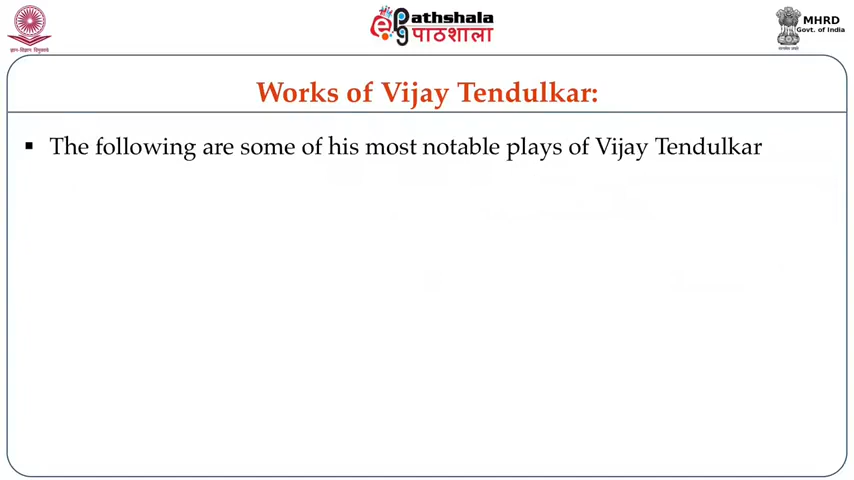 ePathshala
पाठशाला
MHRD
Govt. of India
Works of Vijay Tendulkar:
▪ The following are some of his most notable plays of Vijay Tendulkar